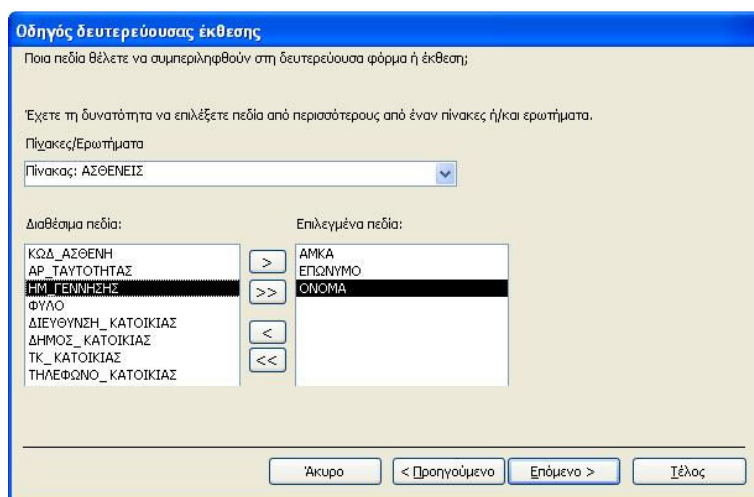 Οδηγός δευτερεύουσας έκθεσης
Ποια πεδία θέλετε να συμπεριληφθούν στη δευτερεύουσα φόρμα ή έκθεση;
Έχετε τη δυνατότητα να επιλέξετε πεδία από περισσότερους από έναν πίνακες ή/και ερωτήματα.
Πίνακες/Ερωτήματα
Πίνακας: ΑΣΘΕΝΕΙΣ
Διαθέσιμα πεδία:
Επιλεγμένα πεδία:
ΚΩΔ_ΑΣΘΕΝΗ
ΑΡ_ΤΑΥΤΟΤΗΤΑΣ
ΗΜ_ΓΕΝΝΗΣΗΣ
ΦΥΛΟ
ΔΙΕΥΘΥΝΣΗ_ΚΑΤΟΙΚΙΑΣ
ΔΗΜΟΣ_ΚΑΤΟΙΚΙΑΣ
ΤΚ_ΚΑΤΟΙΚΙΑΣ
ΤΗΛΕΦΩΝΟ_ΚΑΤΟΙΚΙΑΣ
>
>>
<
<<
ΑΜΚΑ
ΕΠΩΝΥΜΟ
ΟΝΟΜΑ
Άκυρο
< Προηγούμενο
Επόμενο >
Τέλος